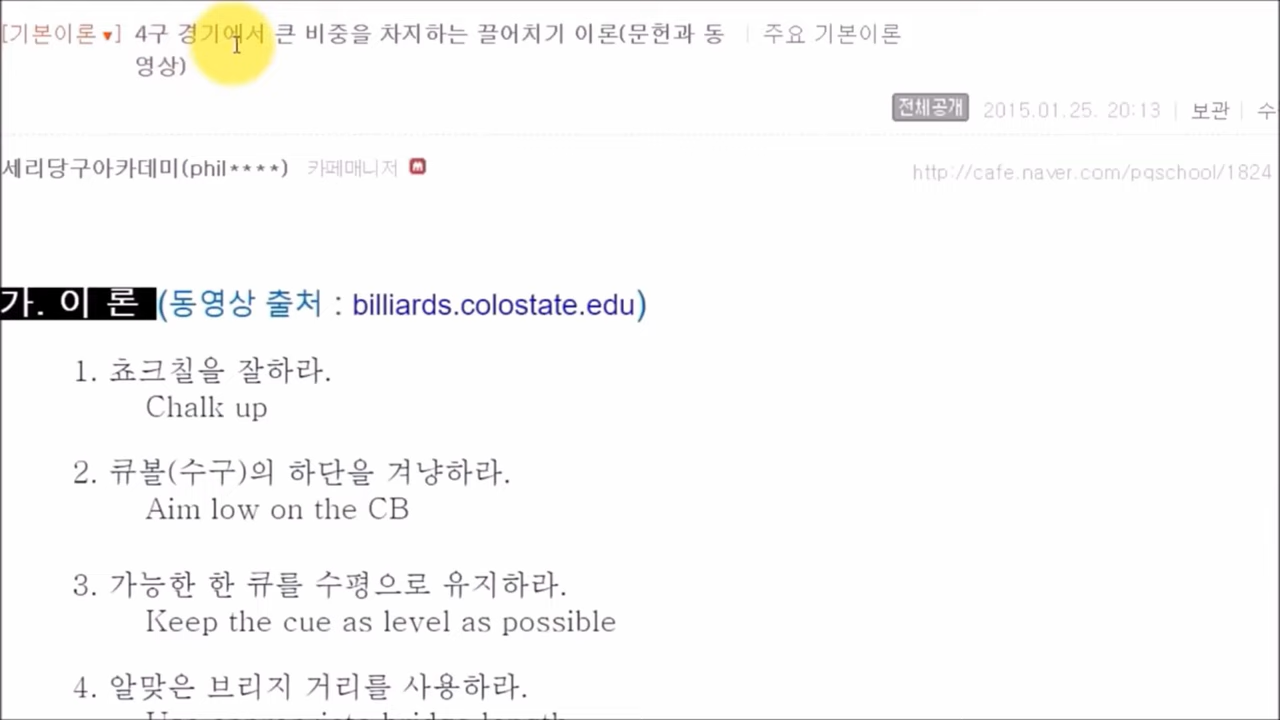 [기본이론▼] 4구 경기에서 큰 비중을 차지하는 끌어치기 이론(문헌과 동 | 주요 기본이론
영상)
전체공개 2015.01.25. 20:13 | 보관 | 수
세리당구아카데미(phil****) 카페매니저
http://cafe.naver.com/pqschool/1824
가. 이 론 (동영상 출처 : billiards.colostate.edu)
1. 쵸크칠을 잘하라.
Chalk up
2. 큐볼(수구)의 하단을 겨냥하라.
Aim low on the CB
3. 가능한 한 큐를 수평으로 유지하라.
Keep the cue as level as possible
4. 알맞은 브리지 거리를 사용하라.
Use appropriate bridge length